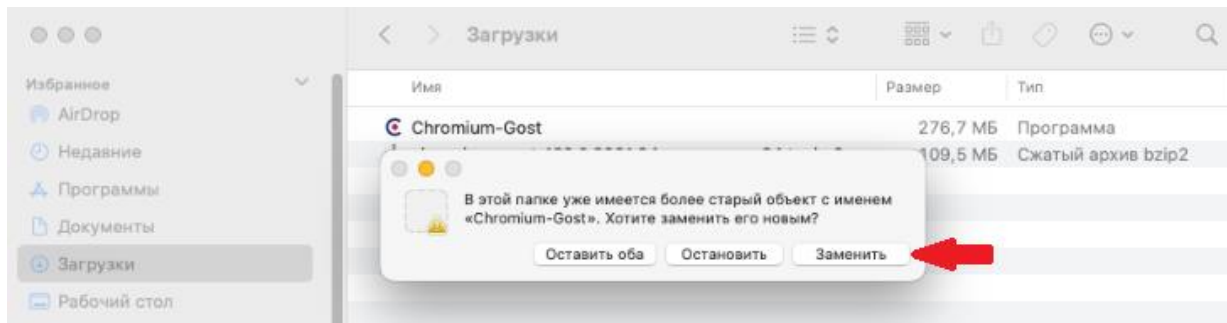 Загрузки
Избранное
AirDrop
Недавние
Программы
Документы
Загрузки
Рабочий стол
Имя Размер Тип
Chromium-Gost 276,7 МБ Программа
109,5 МБ Сжатый архив bzip2
В этой папке уже имеется более старый объект с именем
«Chromium-Gost». Хотите заменить его новым?
Оставить оба Остановить Заменить